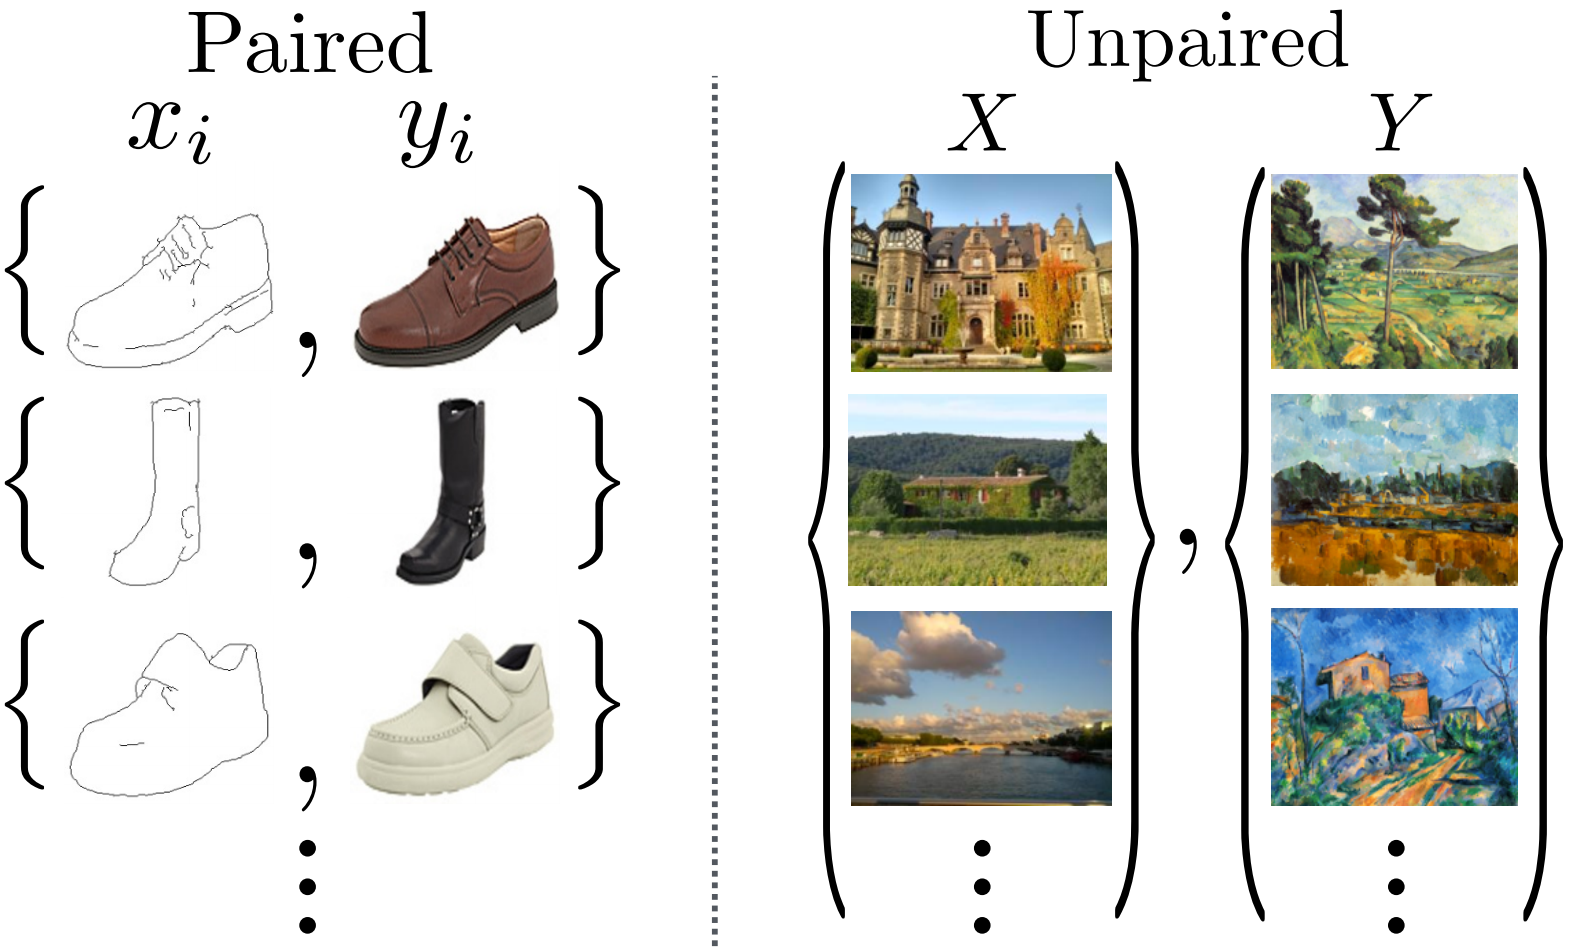 Paired
x_i y_i
{ , }
{ , }
{ , }
⋮
Unpaired
X Y
{ ⋮ } , { ⋮ }